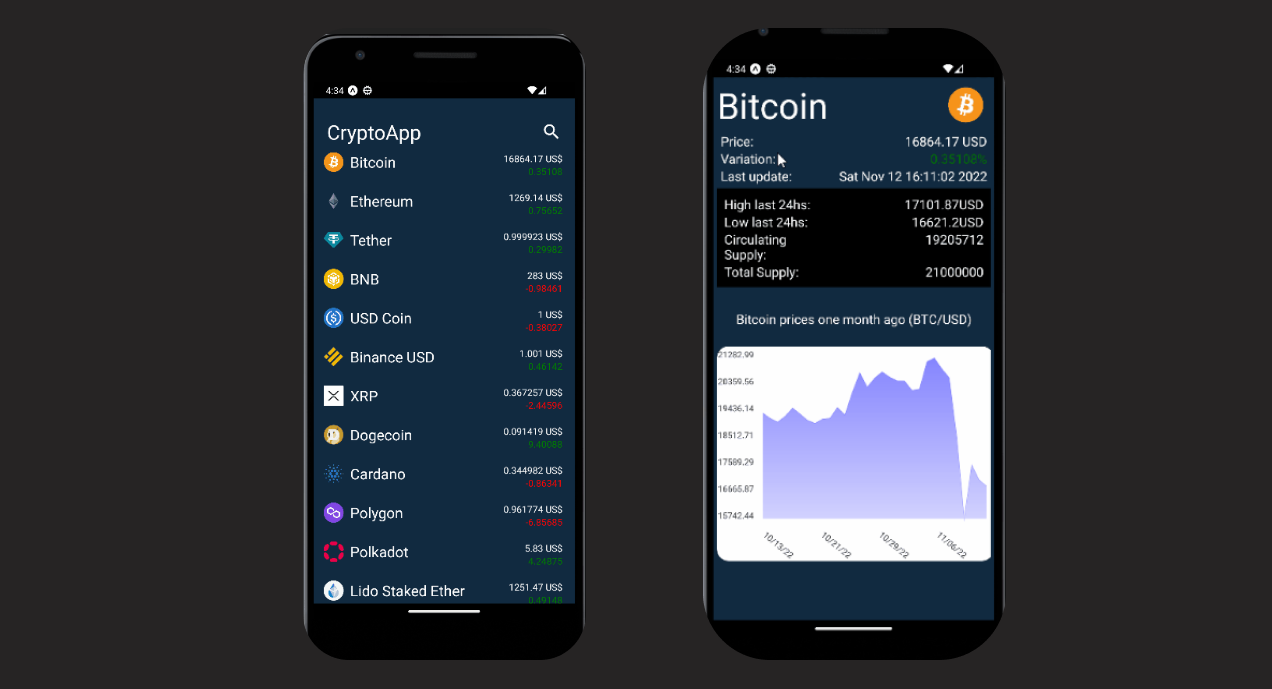 4:34
CryptoApp
Bitcoin 16864.17 US$
0.35108
Ethereum 1269.14 US$
0.75652
Tether 0.999923 US$
0.29982
BNB 283 US$
-0.98461
USD Coin 1 US$
-0.38027
Binance USD 1.001 US$
0.46142
XRP 0.367257 US$
-2.44596
Dogecoin 0.091419 US$
9.40088
Cardano 0.344982 US$
-0.86341
Polygon 0.961774 US$
-6.85685
Polkadot 5.83 US$
4.24875
Lido Staked Ether 1251.47 US$
0.49148
4:34
Bitcoin
Price: 16864.17 USD
Variation: 0.35108%
Last update: Sat Nov 12 16:11:02 2022
High last 24hs: 17101.87USD
Low last 24hs: 16621.2USD
Circulating 19205712
Supply:
Total Supply: 21000000
Bitcoin prices one month ago (BTC/USD)
21282.99
20359.56
19436.14
18512.71
17589.29
16665.87
15742.44
10/13/22 10/21/22 10/29/22 11/06/22